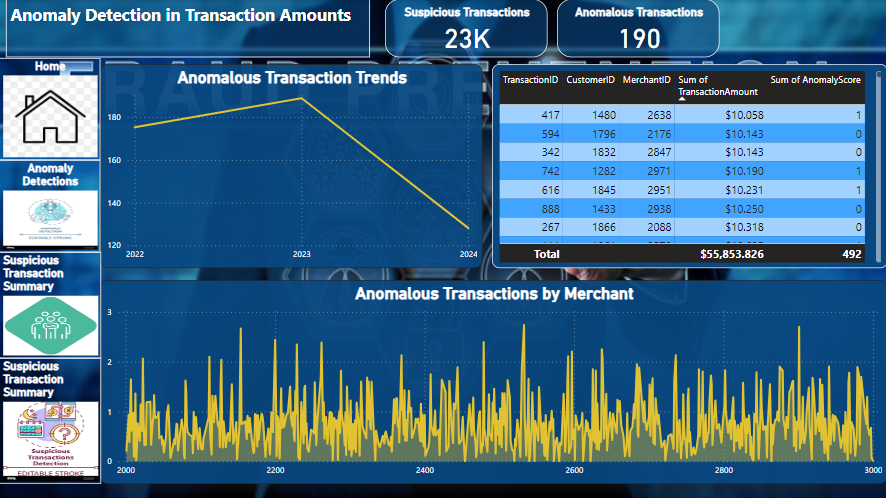 Anomaly Detection in Transaction Amounts
Suspicious Transactions
23K
Anomalous Transactions
190
Home
Anomaly
Detections
Suspicious
Transaction
Summary
Suspicious
Transaction
Summary
Suspicious
Transactions
Detection
EDITABLE STROKE
Anomalous Transaction Trends
180
160
140
120
2022 2023 2024
TransactionID CustomerID MerchantID Sum of TransactionAmount Sum of AnomalyScore
417 1480 2638 $10.058 1
594 1796 2176 $10.143 0
342 1832 2847 $10.143 0
742 1282 2971 $10.190 1
616 1845 2951 $10.231 1
888 1433 2938 $10.250 0
267 1866 2088 $10.318 0
Total $55,853.826 492
Anomalous Transactions by Merchant
3
2
1
0
2000 2200 2400 2600 2800 3000